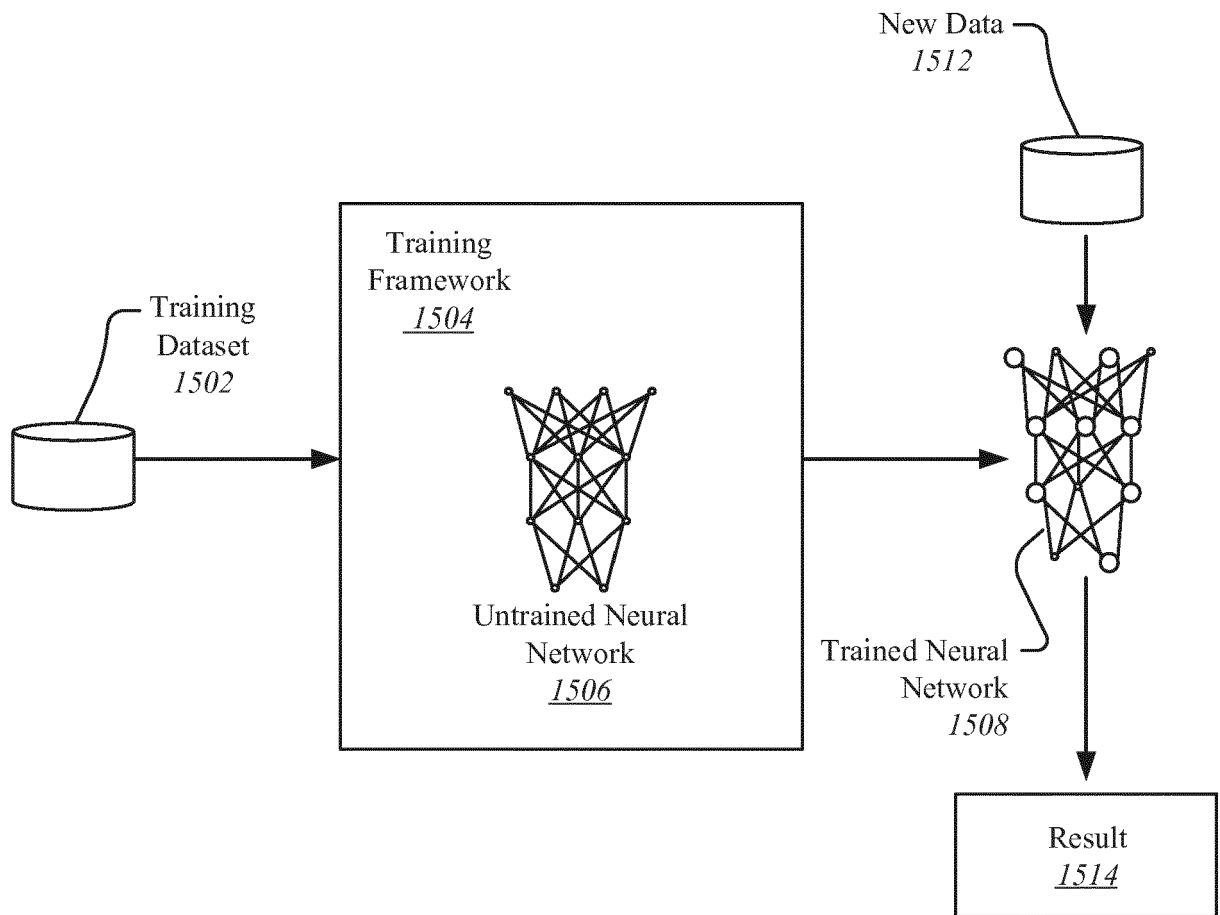 New Data
1512
Training
Framework
1504
Training
Dataset
1502
Untrained Neural
Network
1506
Trained Neural
Network
1508
Result
1514